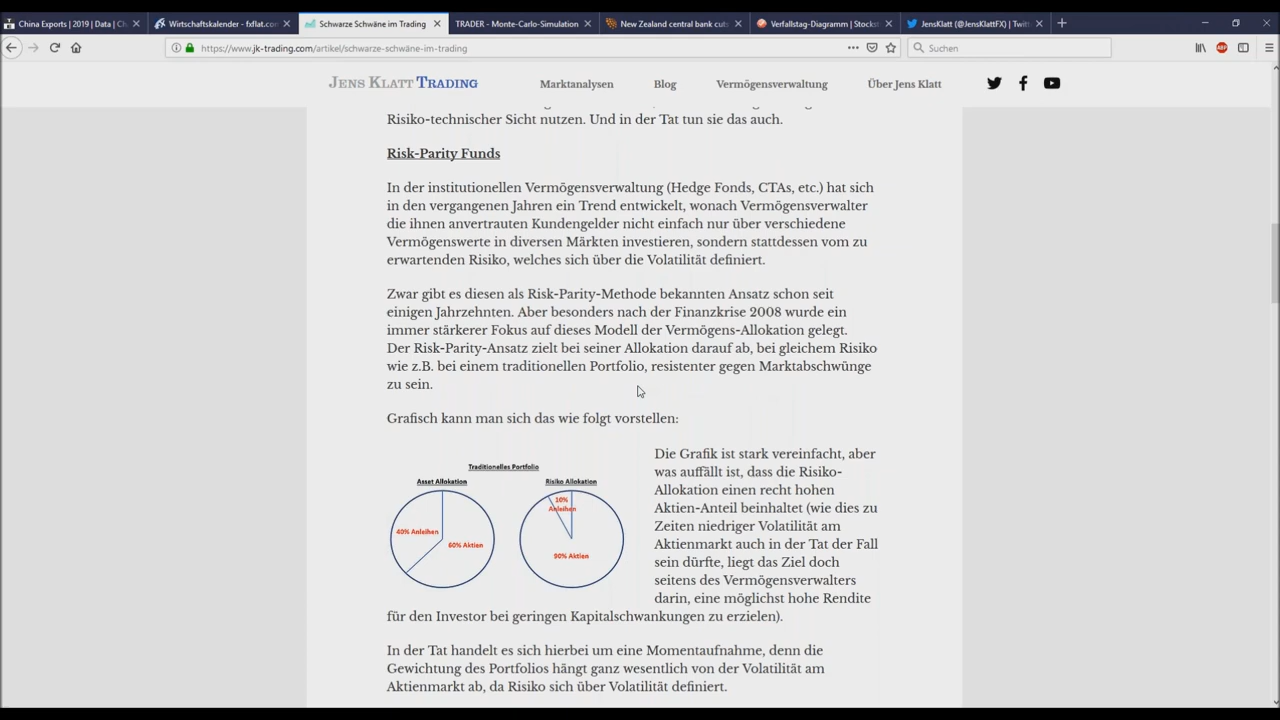 China Exports | 2019 | Data | Ch
Wirtschaftskalender - fxflat.con
Schwarze Schwäne im Trading
TRADER - Monte-Carlo-Simulation
New Zealand central bank cuts
Verfallstag-Diagramm | Stocks
JensKlatt (@JensKlattFX) | Twitt
https://www.jk-trading.com/artikel/schwarze-schwäne-im-trading
Suchen
ABP
JENS KLATT TRADING
Marktanalysen
Blog
Vermögensverwaltung
Über Jens Klatt
Risiko-technischer Sicht nutzen. Und in der Tat tun sie das auch.
Risk-Parity Funds
In der institutionellen Vermögensverwaltung (Hedge Fonds, CTAs, etc.) hat sich
in den vergangenen Jahren ein Trend entwickelt, wonach Vermögensverwalter
die ihnen anvertrauten Kundengelder nicht einfach nur über verschiedene
Vermögenswerte in diversen Märkten investieren, sondern stattdessen vom zu
erwartenden Risiko, welches sich über die Volatilität definiert.
Zwar gibt es diesen als Risk-Parity-Methode bekannten Ansatz schon seit
einigen Jahrzehnten. Aber besonders nach der Finanzkrise 2008 wurde ein
immer stärkerer Fokus auf dieses Modell der Vermögens-Allokation gelegt.
Der Risk-Parity-Ansatz zielt bei seiner Allokation darauf ab, bei gleichem Risiko
wie z.B. bei einem traditionellen Portfolio, resistenter gegen Marktabschwünge
zu sein.
Grafisch kann man sich das wie folgt vorstellen:
Traditionelles Portfolio
Asset Allokation
Risiko Allokation
40% Anleihen
60% Aktien
10%
Anleihen
90% Aktien
Die Grafik ist stark vereinfacht, aber
was auffällt ist, dass die Risiko-
Allokation einen recht hohen
Aktien-Anteil beinhaltet (wie dies zu
Zeiten niedriger Volatilität am
Aktienmarkt auch in der Tat der Fall
sein dürfte, liegt das Ziel doch
seitens des Vermögensverwalters
darin, eine möglichst hohe Rendite
für den Investor bei geringen Kapitalschwankungen zu erzielen).
In der Tat handelt es sich hierbei um eine Momentaufnahme, denn die
Gewichtung des Portfolios hängt ganz wesentlich von der Volatilität am
Aktienmarkt ab, da Risiko sich über Volatilität definiert.